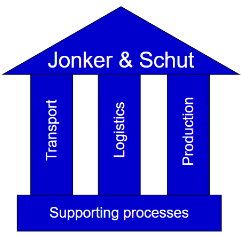 Jonker & Schut
Transport
Logistics
Production
Supporting processes